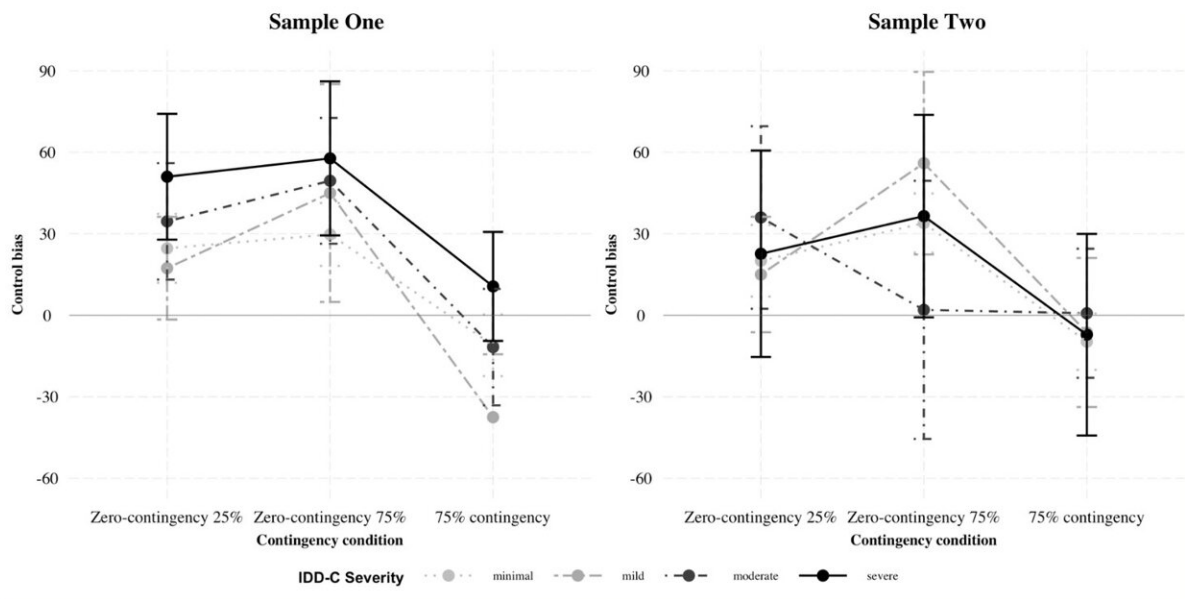 Sample One
Sample Two
90
60
30
0
-30
-60
Control bias
90
60
30
0
-30
-60
Control bias
Zero-contingency 25% Zero-contingency 75% 75% contingency
Contingency condition
Zero-contingency 25% Zero-contingency 75% 75% contingency
Contingency condition
IDD-C Severity minimal mild moderate severe